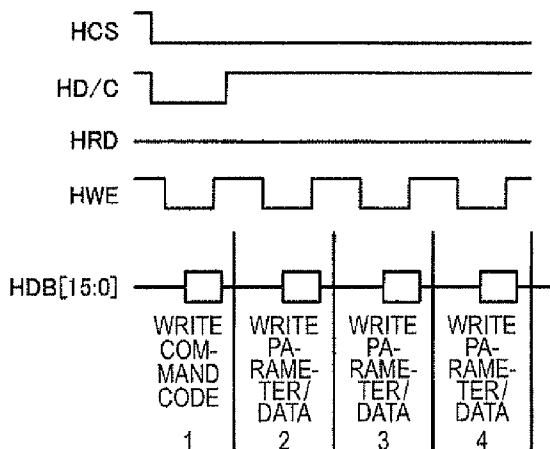 HCS
HD/C
HRD
HWE
HDB[15:0]
WRITE COM- MAND CODE
1
WRITE PA- RAME- TER/ DATA
2
WRITE PA- RAME- TER/ DATA
3
WRITE PA- RAME- TER/ DATA
4